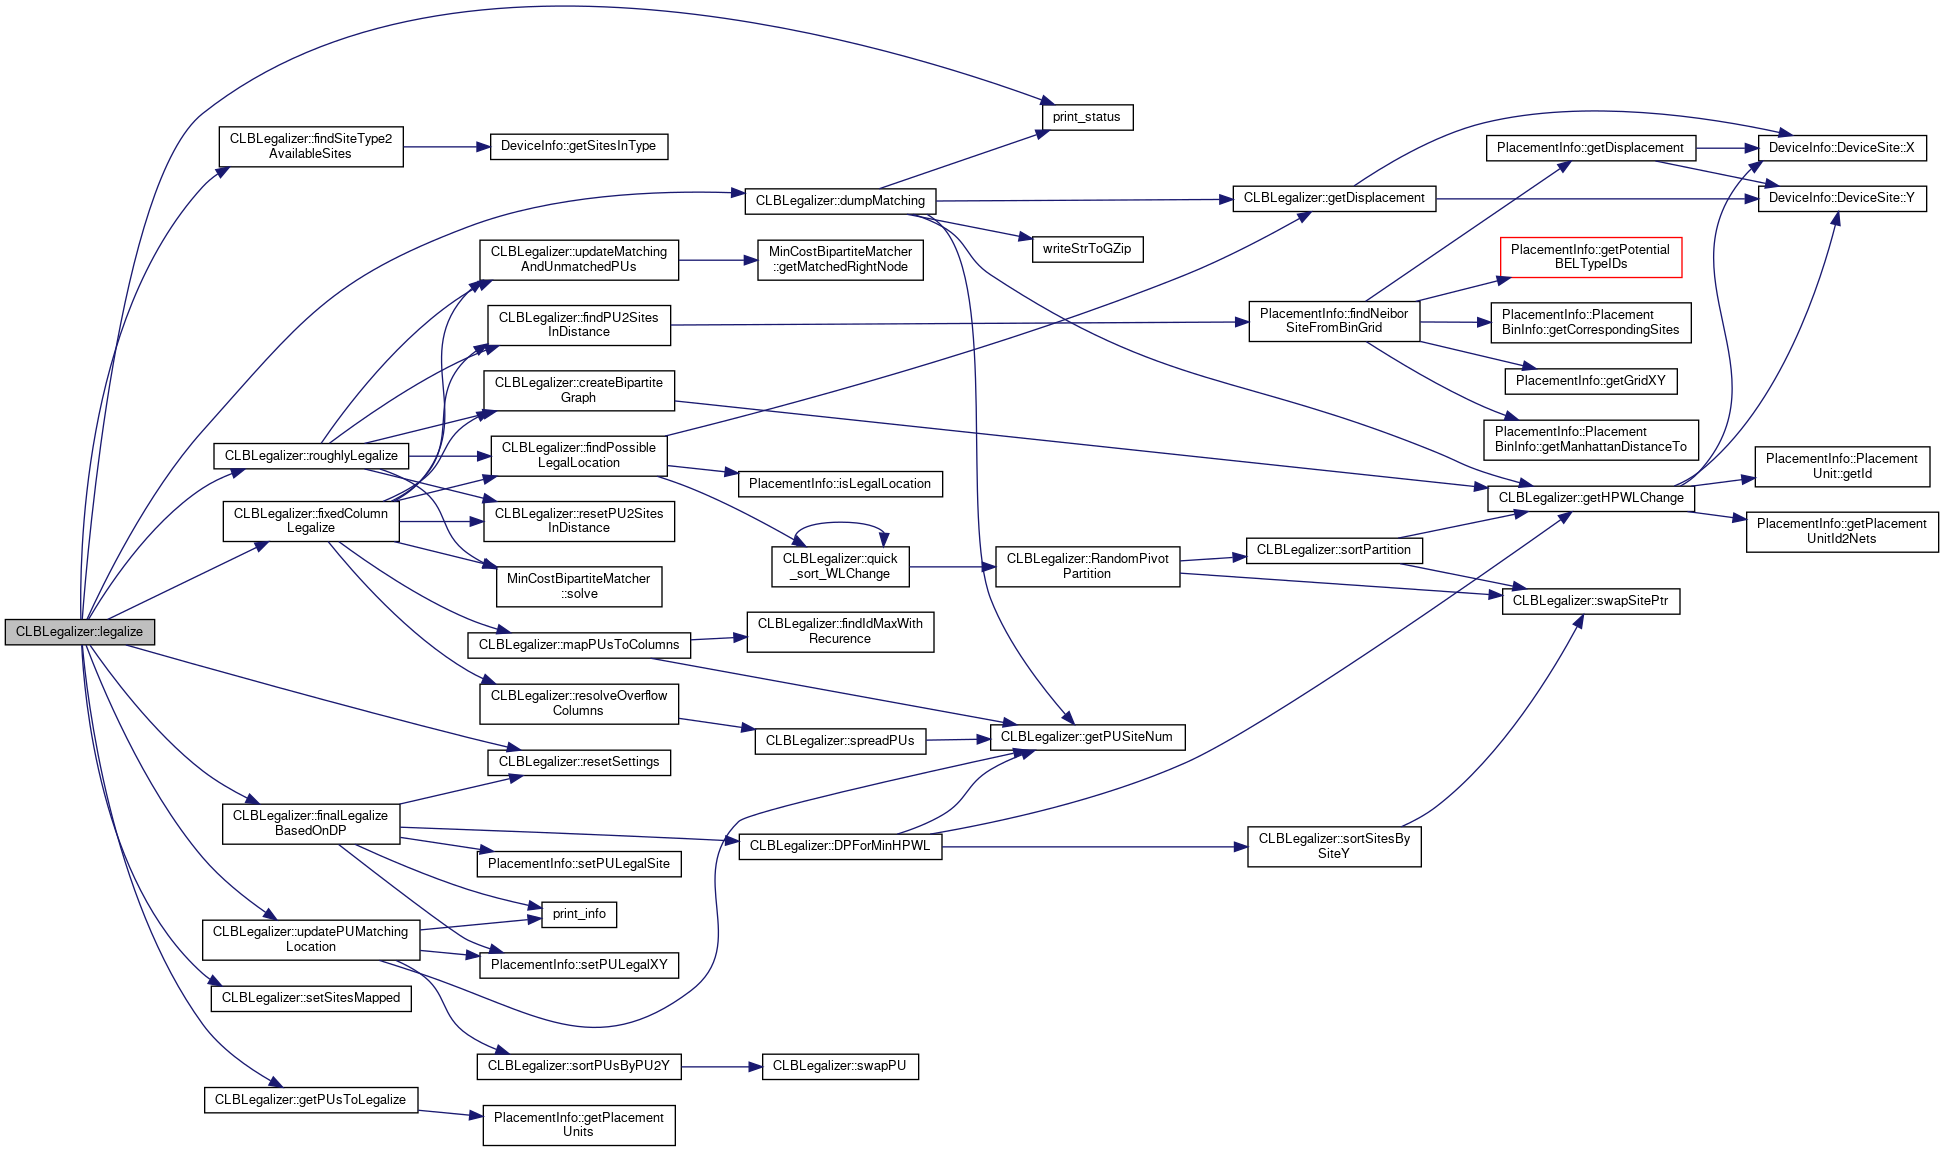 CLBLegalizer::legalize
print_status
CLBLegalizer::findSiteType2
AvailableSites
DeviceInfo::getSitesInType
CLBLegalizer::dumpMatching
CLBLegalizer::getDisplacement
writeStrToGZip
PlacementInfo::getDisplacement
DeviceInfo::DeviceSite::X
DeviceInfo::DeviceSite::Y
CLBLegalizer::updateMatching
AndUnmatchedPUs
MinCostBipartiteMatcher
::getMatchedRightNode
PlacementInfo::getPotential
BELTypeIDs
CLBLegalizer::findPU2Sites
InDistance
PlacementInfo::findNeibor
SiteFromBinGrid
PlacementInfo::Placement
BinInfo::getCorrespondingSites
PlacementInfo::getGridXY
PlacementInfo::Placement
BinInfo::getManhattanDistanceTo
CLBLegalizer::createBipartite
Graph
CLBLegalizer::roughlyLegalize
CLBLegalizer::findPossible
LegalLocation
PlacementInfo::isLegalLocation
CLBLegalizer::getHPWLChange
PlacementInfo::Placement
Unit::getId
PlacementInfo::getPlacement
UnitId2Nets
CLBLegalizer::fixedColumn
Legalize
CLBLegalizer::resetPU2Sites
InDistance
CLBLegalizer::quick
_sort_WLChange
CLBLegalizer::RandomPivot
Partition
CLBLegalizer::sortPartition
CLBLegalizer::swapSitePtr
MinCostBipartiteMatcher
::solve
CLBLegalizer::mapPUsToColumns
CLBLegalizer::findIdMaxWith
Recurence
CLBLegalizer::resolveOverflow
Columns
CLBLegalizer::spreadPUs
CLBLegalizer::getPUSiteNum
CLBLegalizer::resetSettings
CLBLegalizer::finalLegalize
BasedOnDP
CLBLegalizer::DPForMinHPWL
CLBLegalizer::sortSitesBy
SiteY
PlacementInfo::setPULegalSite
print_info
CLBLegalizer::updatePUMatching
Location
PlacementInfo::setPULegalXY
CLBLegalizer::setSitesMapped
CLBLegalizer::sortPUsByPU2Y
CLBLegalizer::swapPU
CLBLegalizer::getPUsToLegalize
PlacementInfo::getPlacement
Units